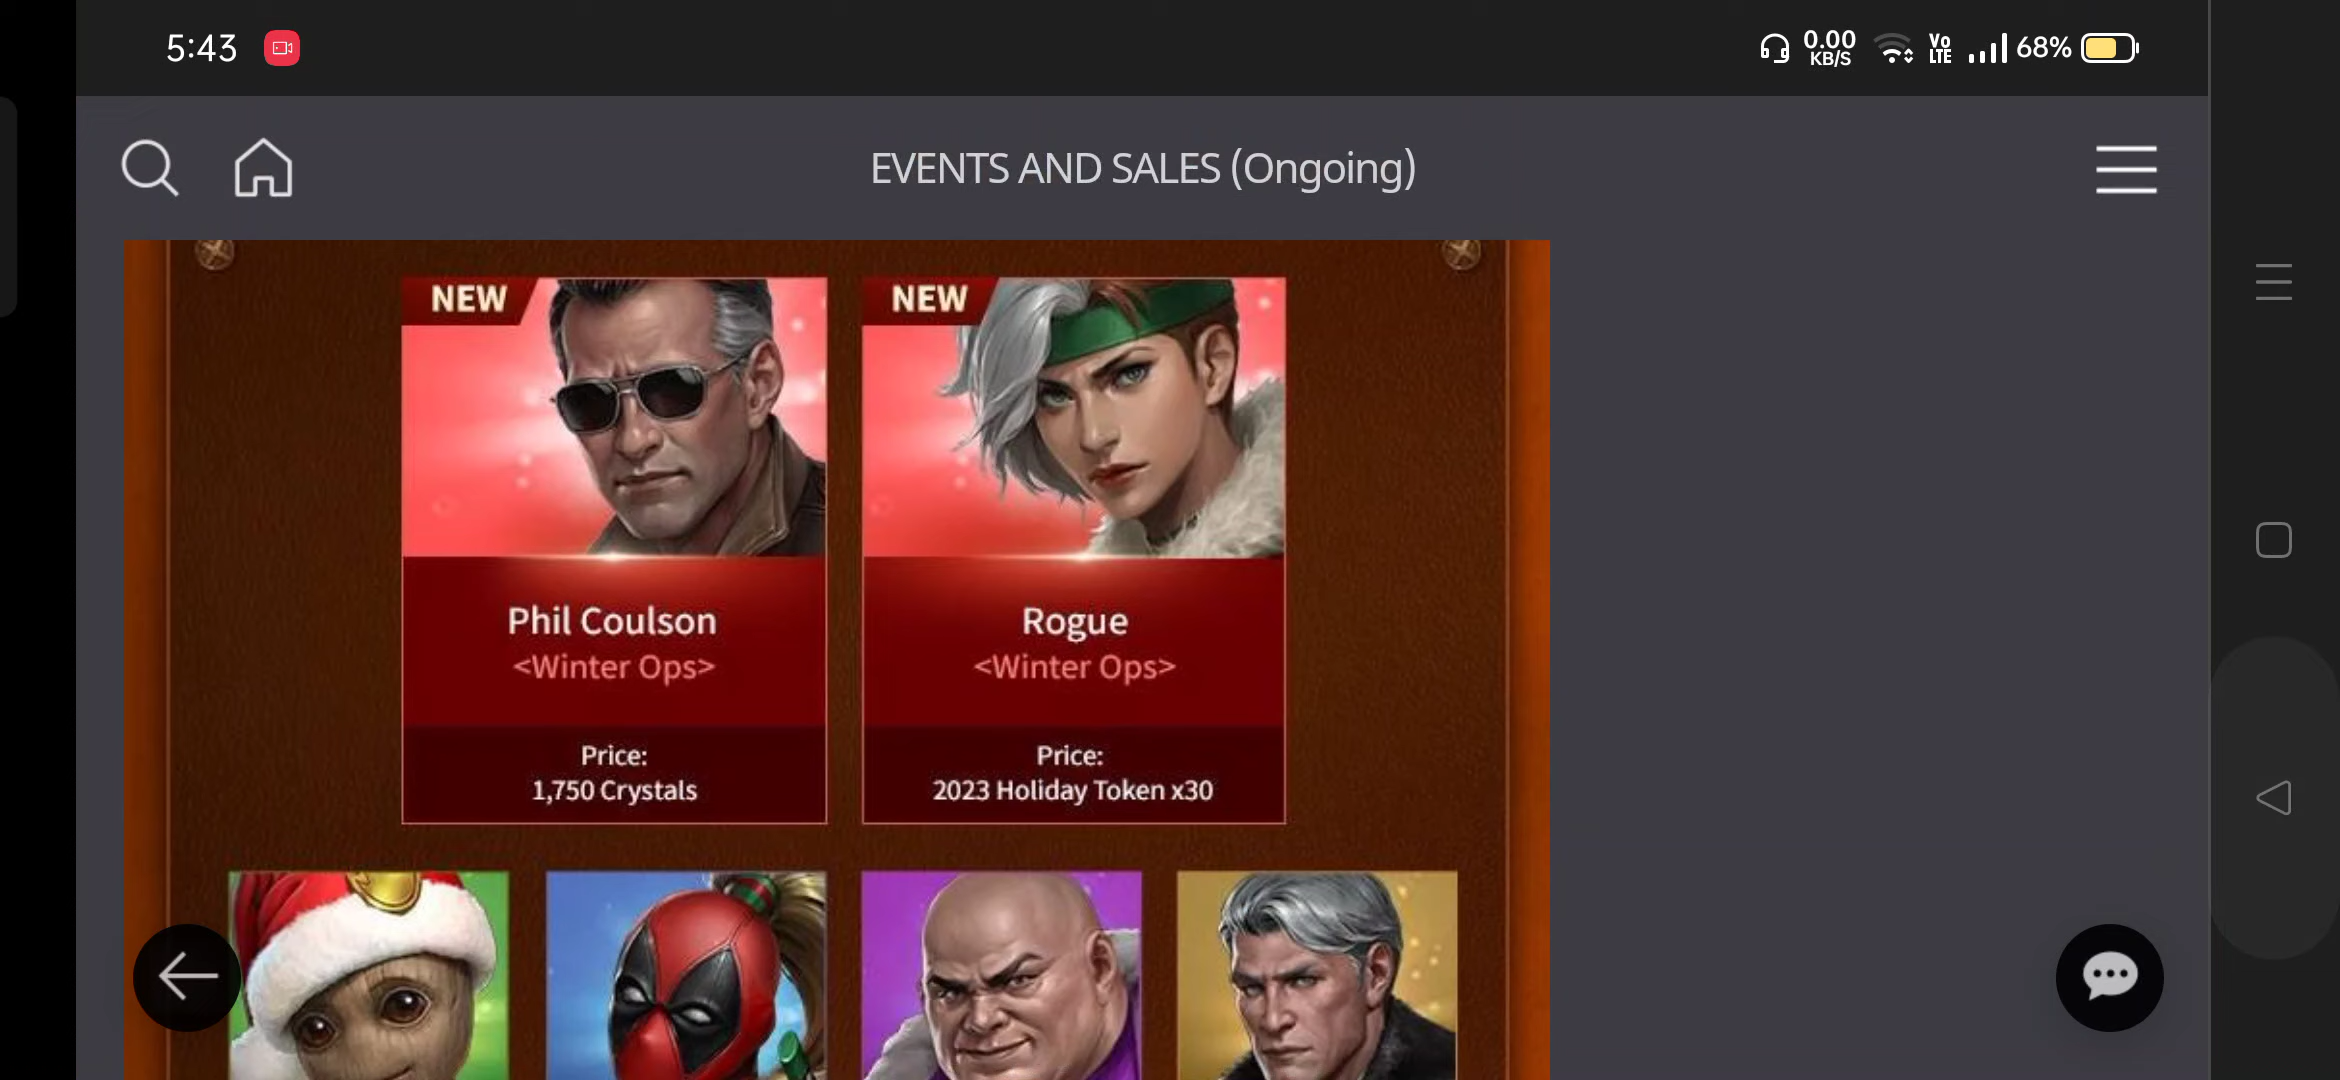 5:43
0.00
KB/S
Vo
LTE
68%
EVENTS AND SALES (Ongoing)
NEW
NEW
Phil Coulson
<Winter Ops>
Price:
1,750 Crystals
Rogue
<Winter Ops>
Price:
2023 Holiday Token x30